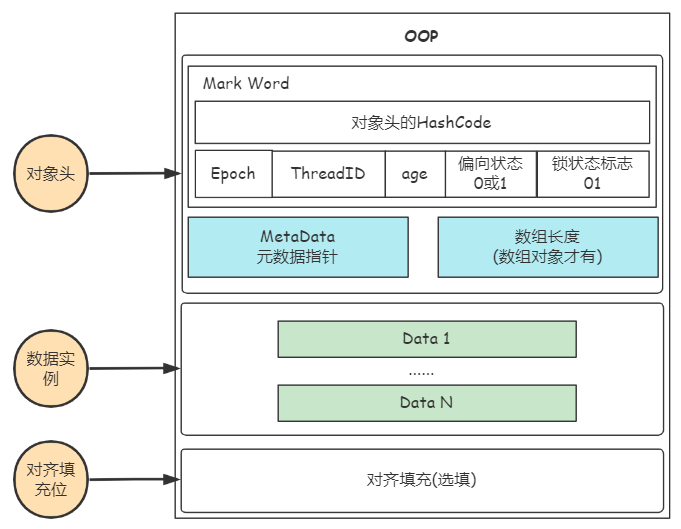 OOP
Mark Word
对象头的HashCode
对象头
Epoch
ThreadID
age
偏向状态
0或1
锁状态标志
01
MetaData
元数据指针
数组长度
(数组对象才有)
数据实
例
Data 1
......
Data N
对齐填
充位
对齐填充(选填)